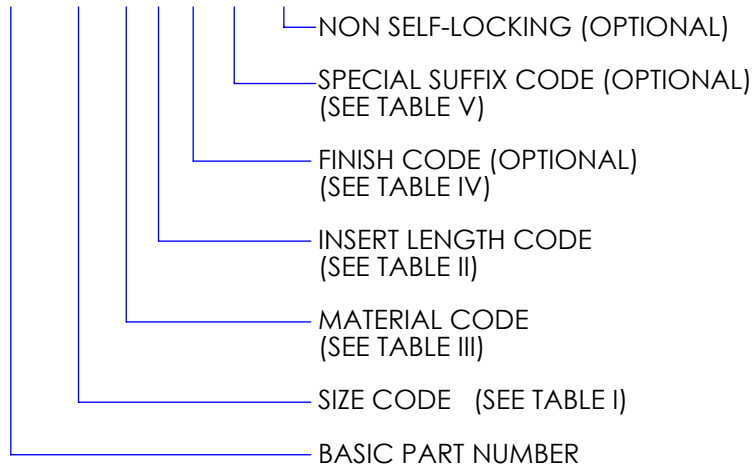 NON SELF-LOCKING (OPTIONAL)
SPECIAL SUFFIX CODE (OPTIONAL)
(SEE TABLE V)
FINISH CODE (OPTIONAL)
(SEE TABLE IV)
INSERT LENGTH CODE
(SEE TABLE II)
MATERIAL CODE
(SEE TABLE III)
SIZE CODE (SEE TABLE I)
BASIC PART NUMBER